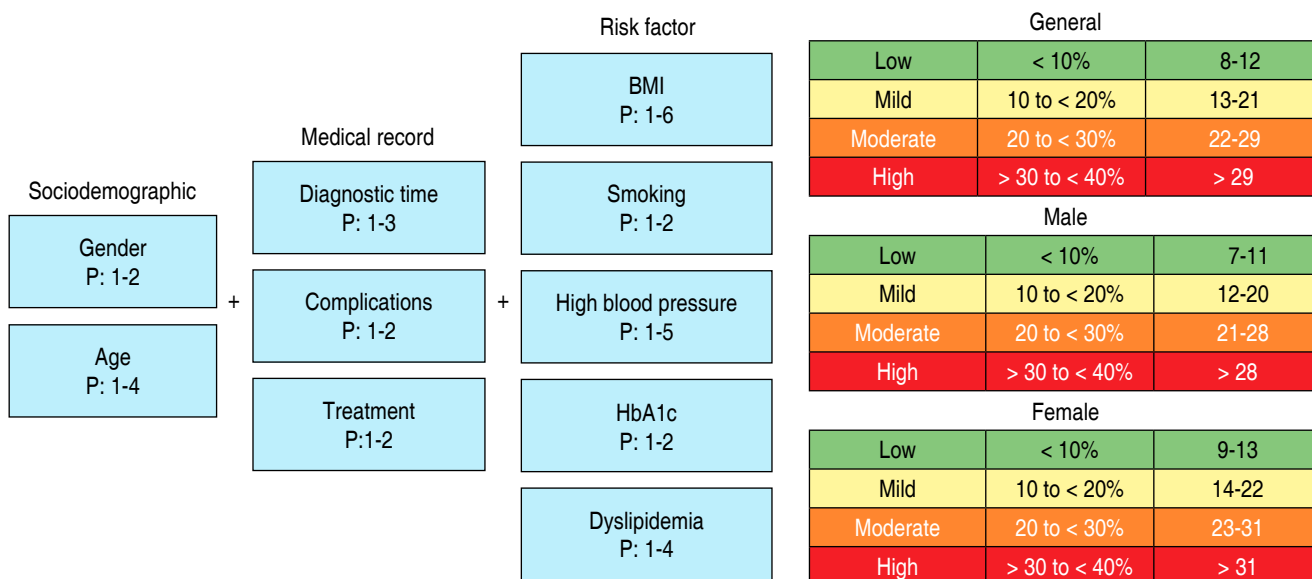 Sociodemographic
Gender
P: 1-2
Age
P: 1-4
+
Medical record
Diagnostic time
P: 1-3
Complications
P: 1-2
Treatment
P:1-2
+
Risk factor
BMI
P: 1-6
Smoking
P: 1-2
High blood pressure
P: 1-5
HbA1c
P: 1-2
Dyslipidemia
P: 1-4
General
Low < 10% 8-12
Mild 10 to < 20% 13-21
Moderate 20 to < 30% 22-29
High > 30 to < 40% > 29
Male
Low < 10% 7-11
Mild 10 to < 20% 12-20
Moderate 20 to < 30% 21-28
High > 30 to < 40% > 28
Female
Low < 10% 9-13
Mild 10 to < 20% 14-22
Moderate 20 to < 30% 23-31
High > 30 to < 40% > 31